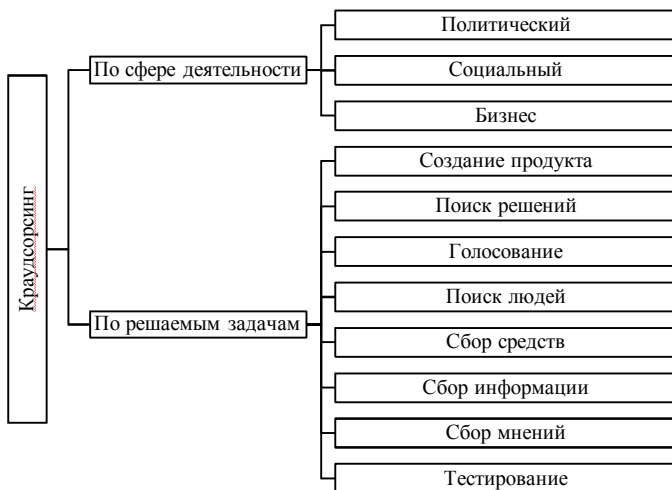 Краудсорсинг
По сфере деятельности
Политический
Социальный
Бизнес
По решаемым задачам
Создание продукта
Поиск решений
Голосование
Поиск людей
Сбор средств
Сбор информации
Сбор мнений
Тестирование